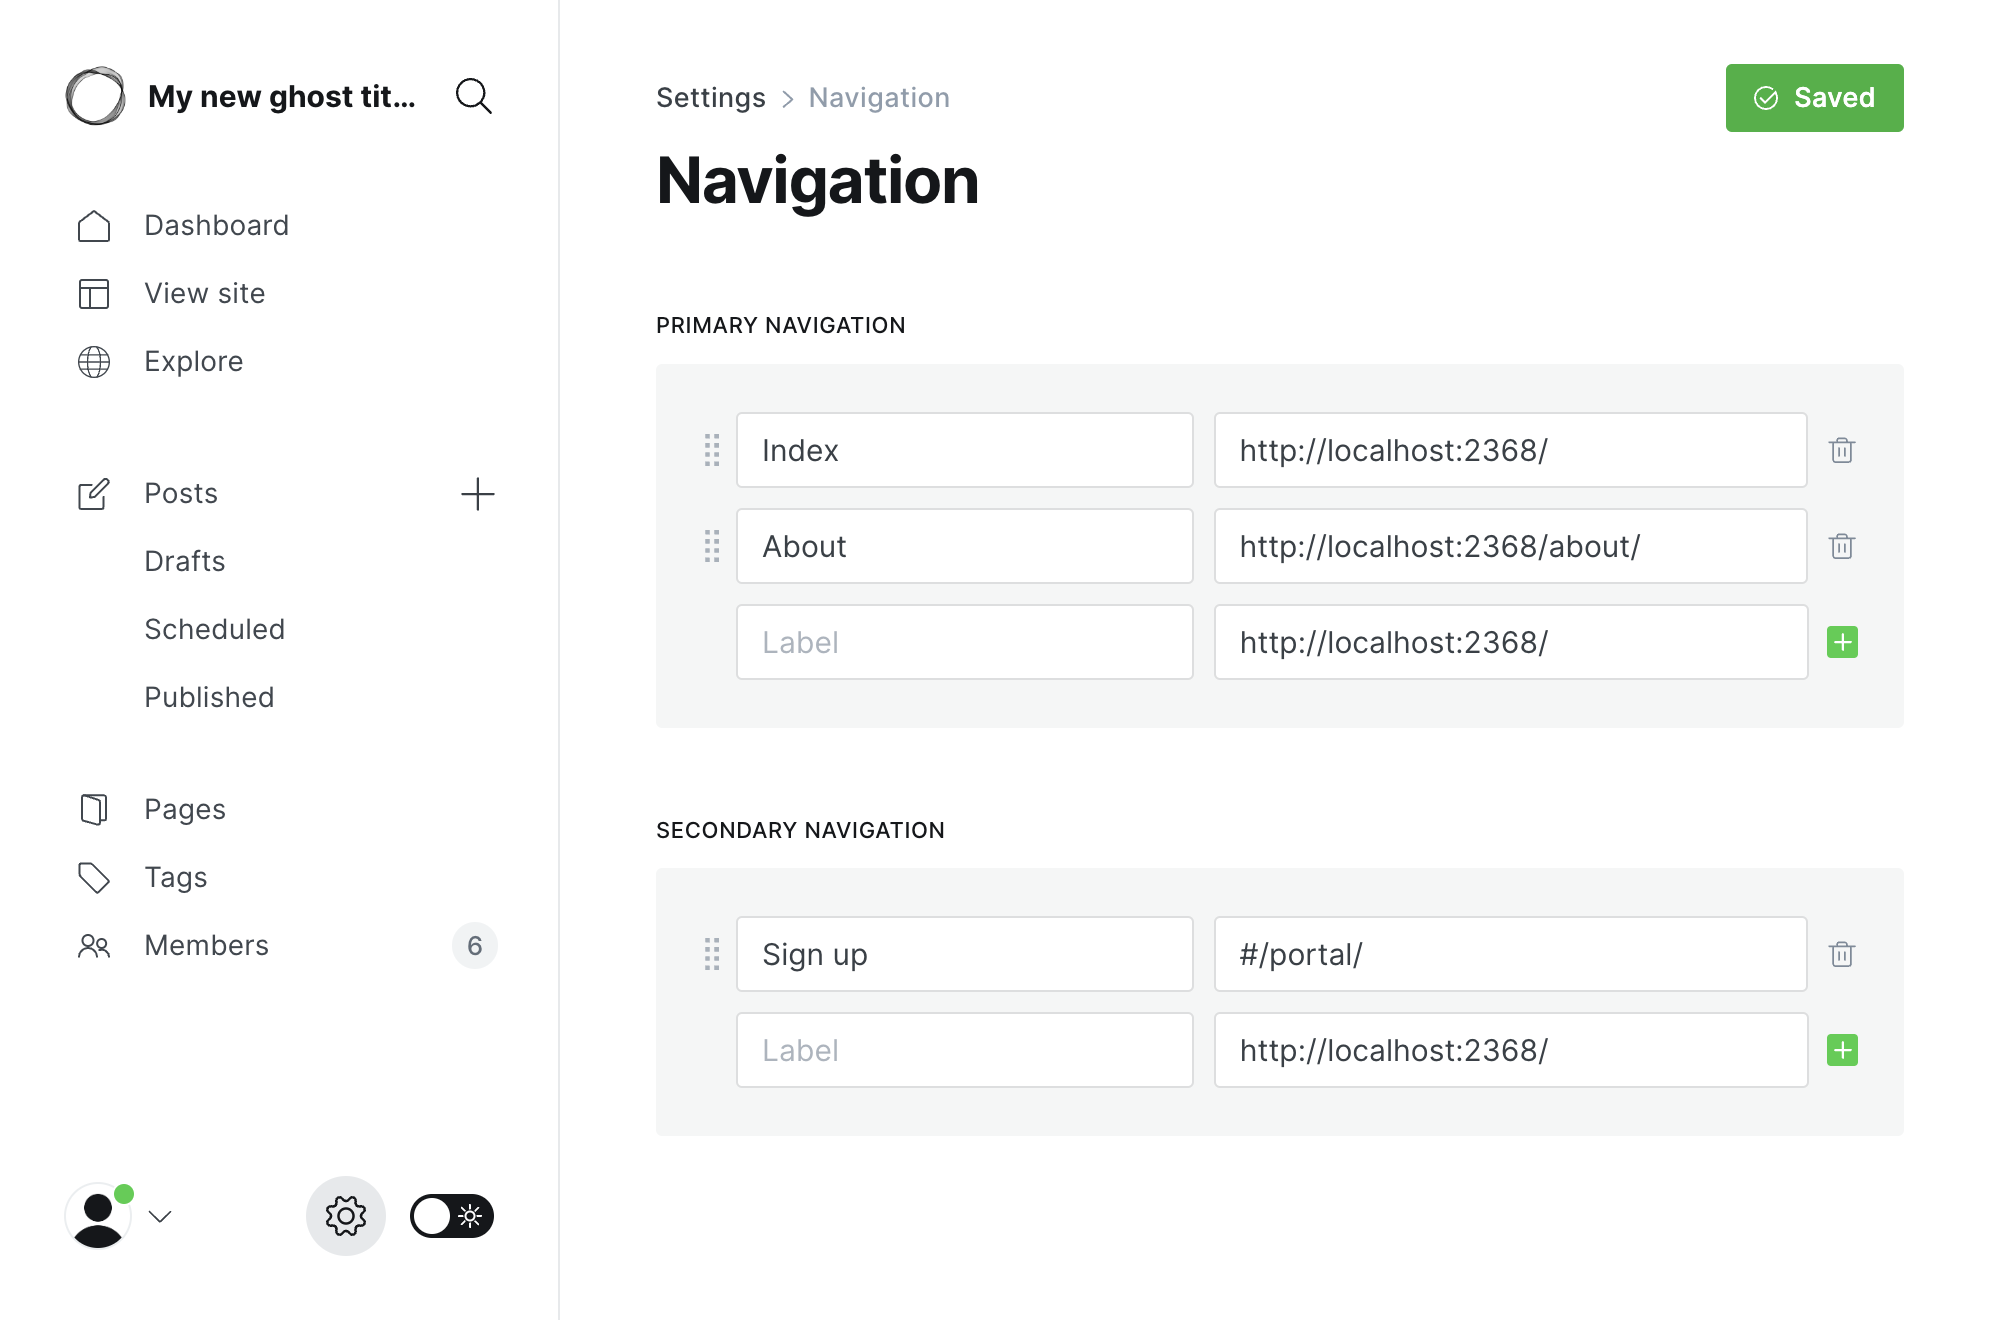 My new ghost tit...
Dashboard
View site
Explore
Posts
Drafts
Scheduled
Published
Pages
Tags
Members 6
Settings > Navigation
Saved
Navigation
PRIMARY NAVIGATION
Index http://localhost:2368/
About http://localhost:2368/about/
Label http://localhost:2368/
SECONDARY NAVIGATION
Sign up #/portal/
Label http://localhost:2368/